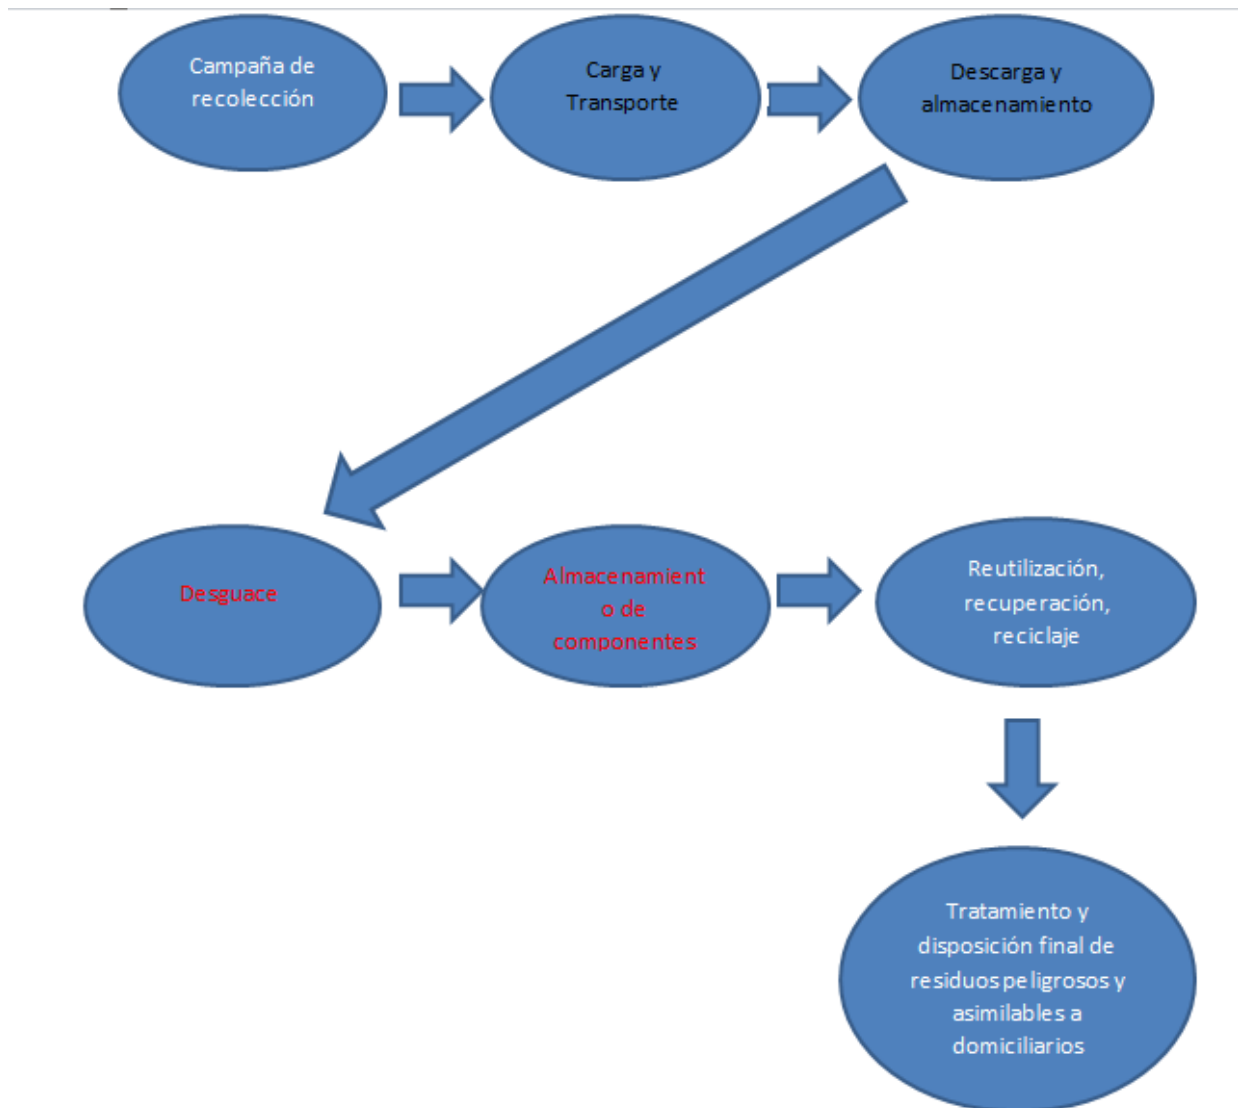 Campaña de
recolección
Carga y
Transporte
Descarga y
almacenamiento
Desguace
Almacenamient
o de
componentes
Reutilización,
recuperación,
reciclaje
Tratamiento y
disposición final de
residuos peligrosos y
asimilables a
domiciliarios